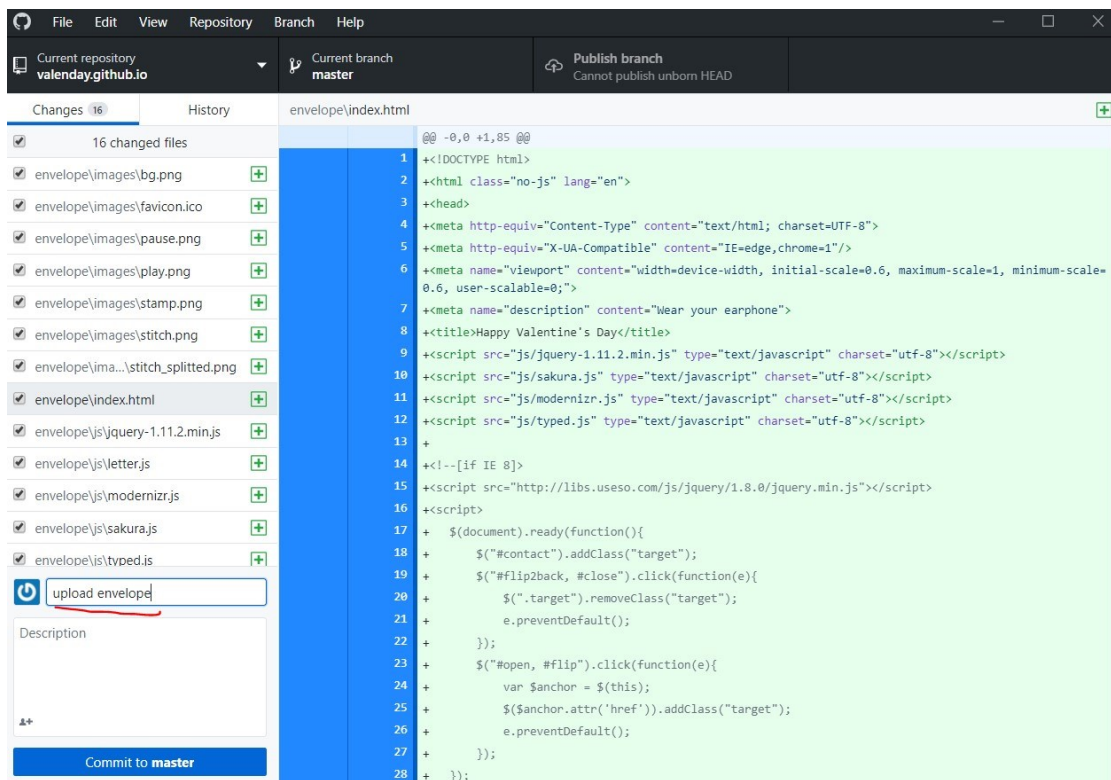 File Edit View Repository Branch Help
Current repository
valenday.github.io
Current branch
master
Publish branch
Cannot publish unborn HEAD
Changes 16 History
envelope\index.html
16 changed files
envelope\images\bg.png
envelope\images\favicon.ico
envelope\images\pause.png
envelope\images\play.png
envelope\images\stamp.png
envelope\images\stitch.png
envelope\ima...\stitch_splitted.png
envelope\index.html
envelope\js\jquery-1.11.2.min.js
envelope\js\letter.js
envelope\js\modernizr.js
envelope\js\sakura.js
envelope\js\typed.js
upload envelope
Description
Commit to master
@@ -0,0 +1,85 @@
1 +<!DOCTYPE html>
2 +<html class="no-js" lang="en">
3 +<head>
4 +<meta http-equiv="Content-Type" content="text/html; charset=UTF-8">
5 +<meta http-equiv="X-UA-Compatible" content="IE=edge,chrome=1"/>
6 +<meta name="viewport" content="width=device-width, initial-scale=0.6, maximum-scale=1, minimum-scale=
0.6, user-scalable=0;">
7 +<meta name="description" content="Wear your earphone">
8 +<title>Happy Valentine's Day</title>
9 +<script src="js/jquery-1.11.2.min.js" type="text/javascript" charset="utf-8"></script>
10 +<script src="js/sakura.js" type="text/javascript" charset="utf-8"></script>
11 +<script src="js/modernizr.js" type="text/javascript" charset="utf-8"></script>
12 +<script src="js/typed.js" type="text/javascript" charset="utf-8"></script>
13 +
14 +<!--[if IE 8]>
15 +<script src="http://libs.useso.com/js/jquery/1.8.0/jquery.min.js"></script>
16 +<script>
17 + $(document).ready(function(){
18 + $("#contact").addClass("target");
19 + $("#flip2back, #close").click(function(e){
20 + $(".target").removeClass("target");
21 + e.preventDefault();
22 + });
23 + $("#open, #flip").click(function(e){
24 + var $anchor = $(this);
25 + $($anchor.attr('href')).addClass("target");
26 + e.preventDefault();
27 + });
28 + });